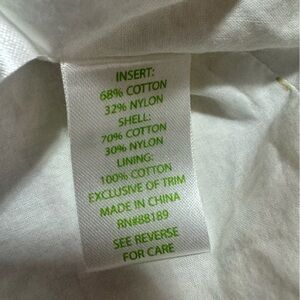 INSERT:
68% COTTON
32% NYLON
SHELL:
70% COTTON
30% NYLON
LINING:
100% COTTON
EXCLUSIVE OF TRIM
MADE IN CHINA
RN#88189
SEE REVERSE
FOR CARE